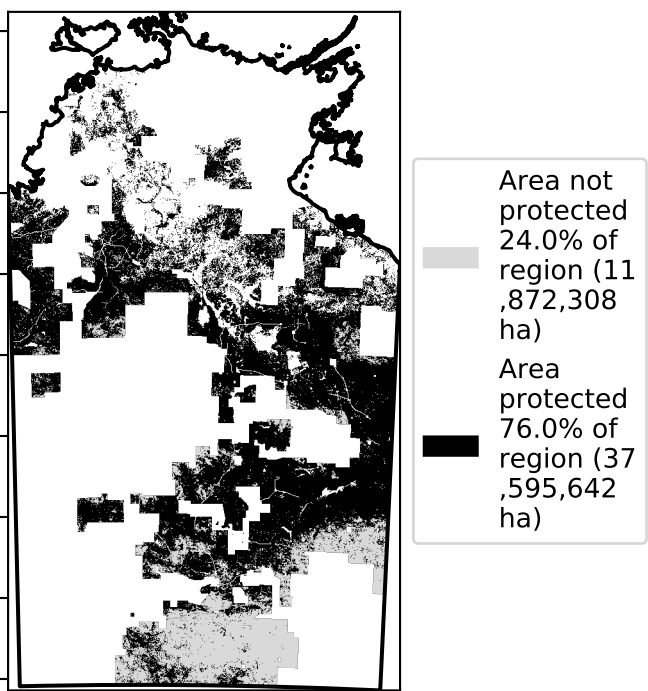 Area not
protected
24.0% of
region (11
,872,308
ha)
Area
protected
76.0% of
region (37
,595,642
ha)